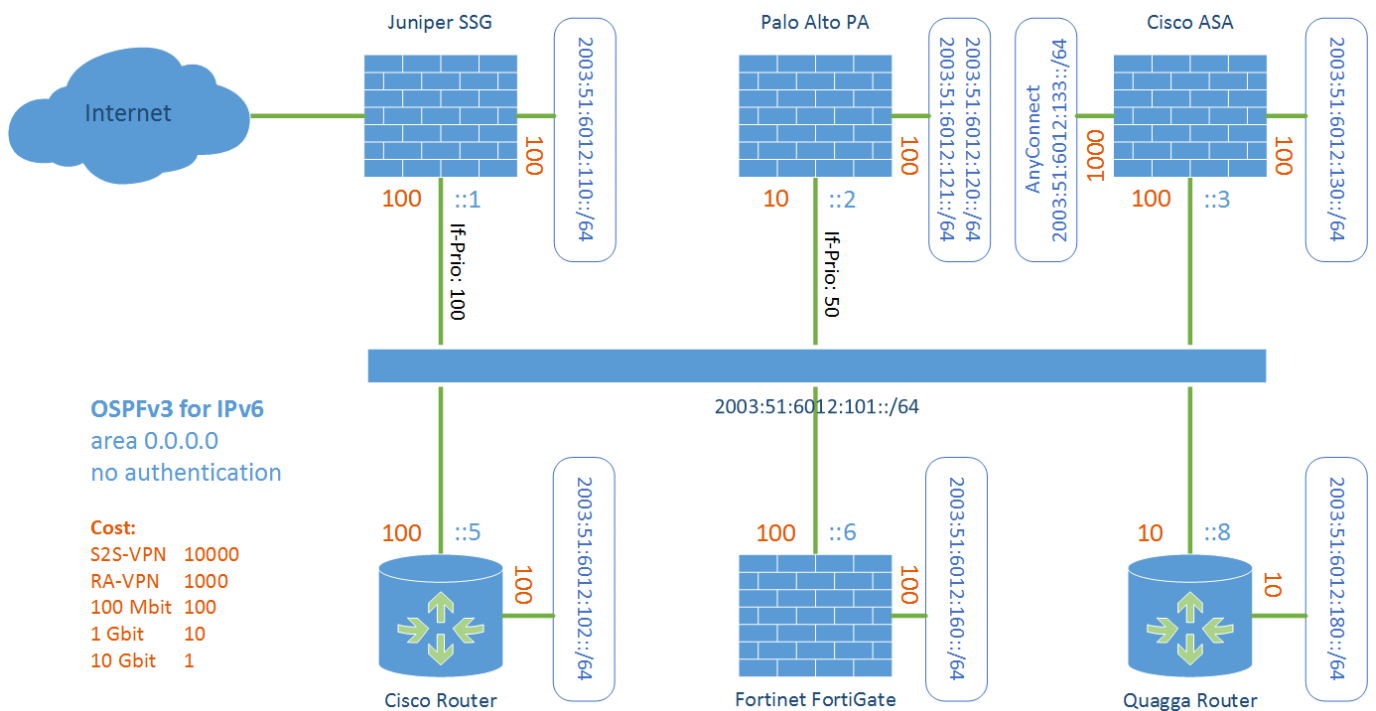 Juniper SSG
Palo Alto PA
Cisco ASA
Internet
100
2003:51:6012:110::/64
100
::1
If-Prio: 100
100
2003:51:6012:120::/64
2003:51:6012:121::/64
10
::2
If-Prio: 50
AnyConnect
2003:51:6012:133::/64
1000
100
2003:51:6012:130::/64
100
::3
2003:51:6012:101::/64
OSPFv3 for IPv6
area 0.0.0.0
no authentication
Cost:
S2S-VPN 10000
RA-VPN 1000
100 Mbit 100
1 Gbit 10
10 Gbit 1
100
::5
100
2003:51:6012:102::/64
Cisco Router
100
::6
100
2003:51:6012:160::/64
Fortinet FortiGate
10
::8
10
2003:51:6012:180::/64
Quagga Router